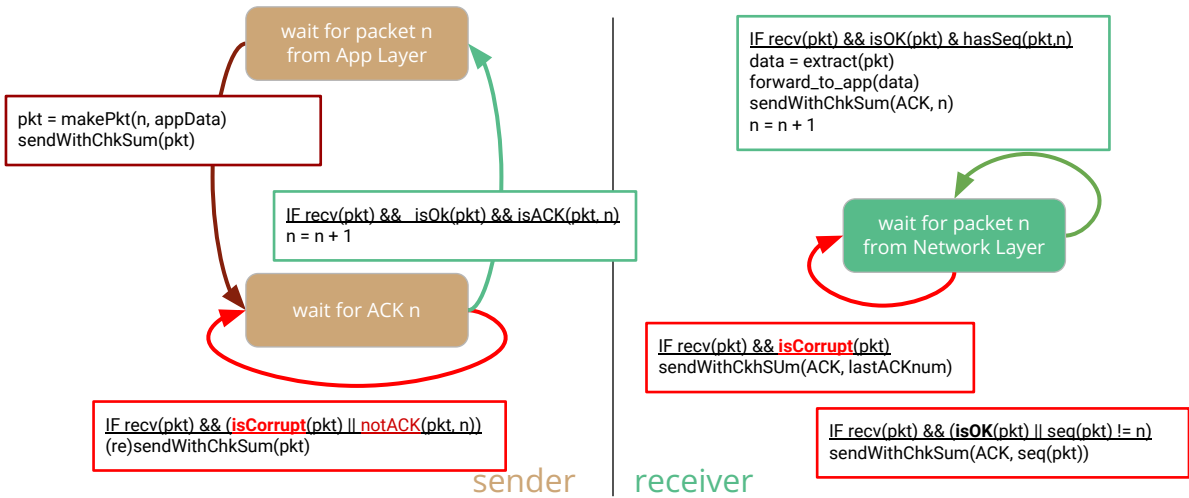 wait for packet n
from App Layer
pkt = makePkt(n, appData)
sendWithChkSum(pkt)
IF recv(pkt) && isOk(pkt) && isACK(pkt, n)
n = n + 1
wait for ACK n
IF recv(pkt) && (isCorrupt(pkt) || notACK(pkt, n))
(re)sendWithChkSum(pkt)
sender
IF recv(pkt) && isOK(pkt) & hasSeq(pkt,n)
data = extract(pkt)
forward_to_app(data)
sendWithChkSum(ACK, n)
n = n + 1
wait for packet n
from Network Layer
IF recv(pkt) && isCorrupt(pkt)
sendWithCkhSUm(ACK, lastACKnum)
IF recv(pkt) && (isOK(pkt) || seq(pkt) != n)
sendWithChkSum(ACK, seq(pkt))
receiver